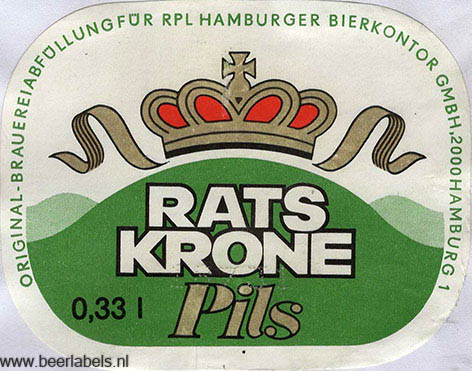 ORIGINAL-BRAUEREIABFÜLLUNG FÜR RPL HAMBURGER BIERKONTOR GMBH, 2000 HAMBURG 1
RATS
KRONE
0,33 l
Pils
www.beerlabels.nl